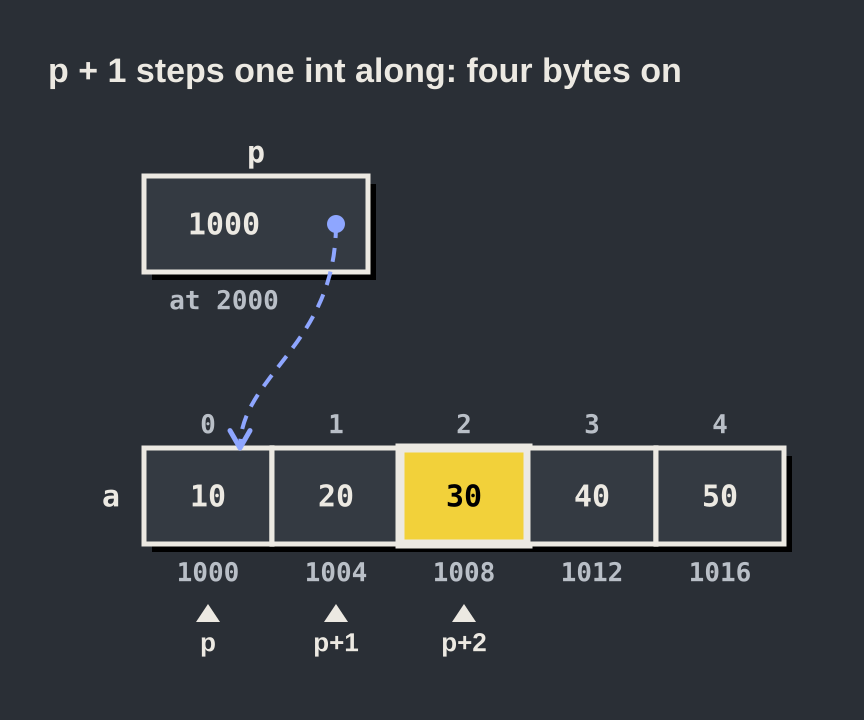 p + 1 steps one int along: four bytes on
p
1000
at 2000
0 1 2 3 4
a 10 20 30 40 50
1000 1004 1008 1012 1016
p p+1 p+2